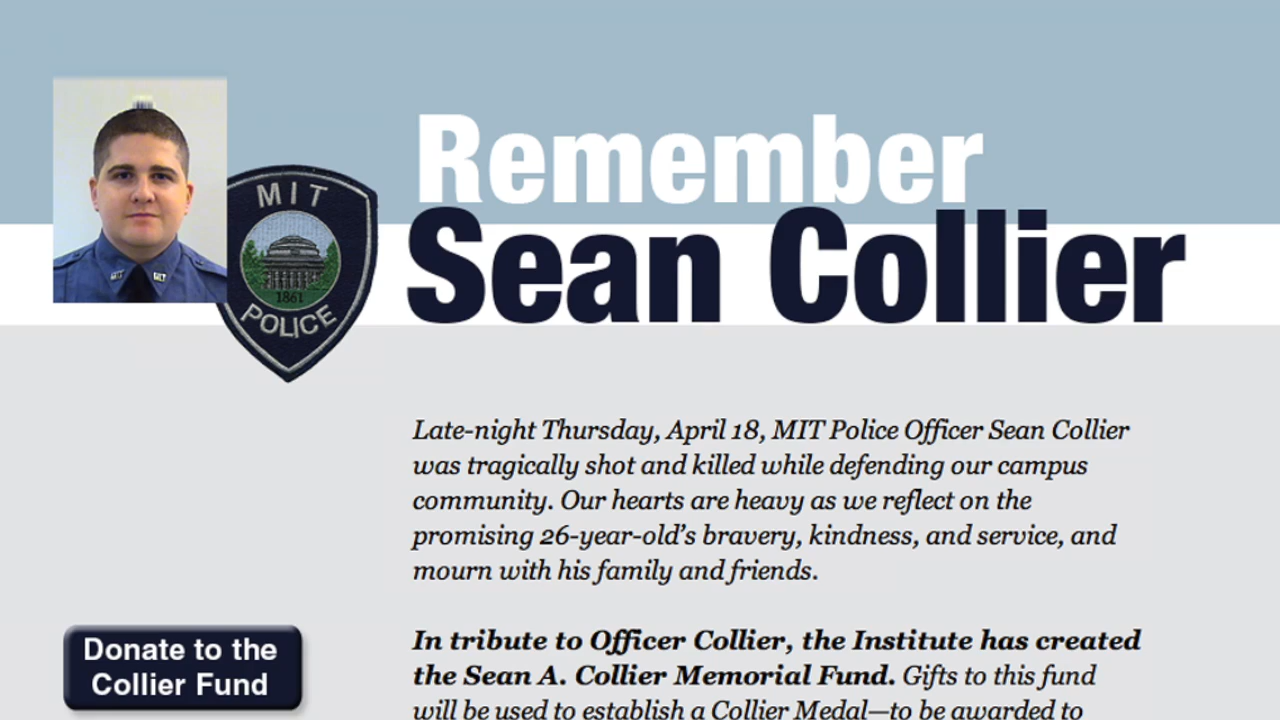 MIT
1861
POLICE
Remember
Sean Collier
Late-night Thursday, April 18, MIT Police Officer Sean Collier
was tragically shot and killed while defending our campus
community. Our hearts are heavy as we reflect on the
promising 26-year-old’s bravery, kindness, and service, and
mourn with his family and friends.
In tribute to Officer Collier, the Institute has created
the Sean A. Collier Memorial Fund. Gifts to this fund
will be used to establish a Collier Medal—to be awarded to
Donate to the
Collier Fund